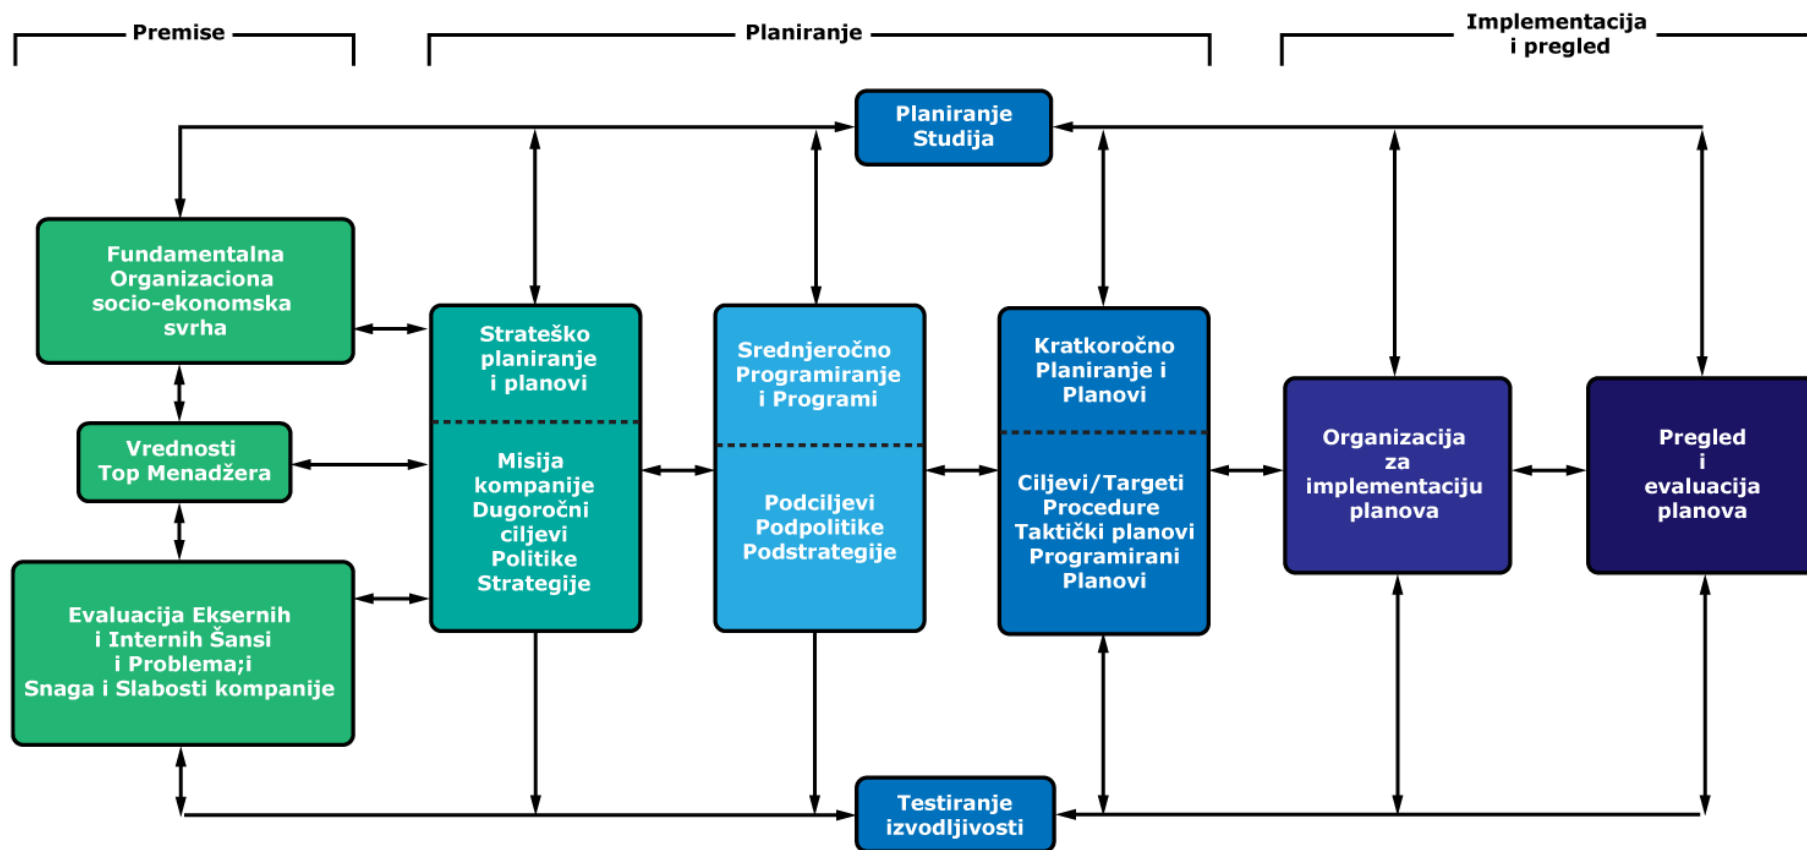 Premise
Planiranje
Implementacija
i pregled
Planiranje
Studija
Fundamentalna
Organizaciona
socio-ekonomska
svrha
Vrednosti
Top Menadžera
Evaluacija Eksernih
i Internih Šansi
i Problema;i
Snaga i Slabosti kompanije
Strateško
planiranje
i planovi
Misija
kompanije
Dugoročni
ciljevi
Politike
Strategije
Srednjeročno
Programiranje
i Programi
Podciljevi
Podpolitike
Podstrategije
Kratkoročno
Planiranje i
Planovi
Ciljevi/Targeti
Procedure
Taktički planovi
Programirani
Planovi
Organizacija
za
implementaciju
planova
Pregled
i
evaluacija
planova
Testiranje
izvodljivosti